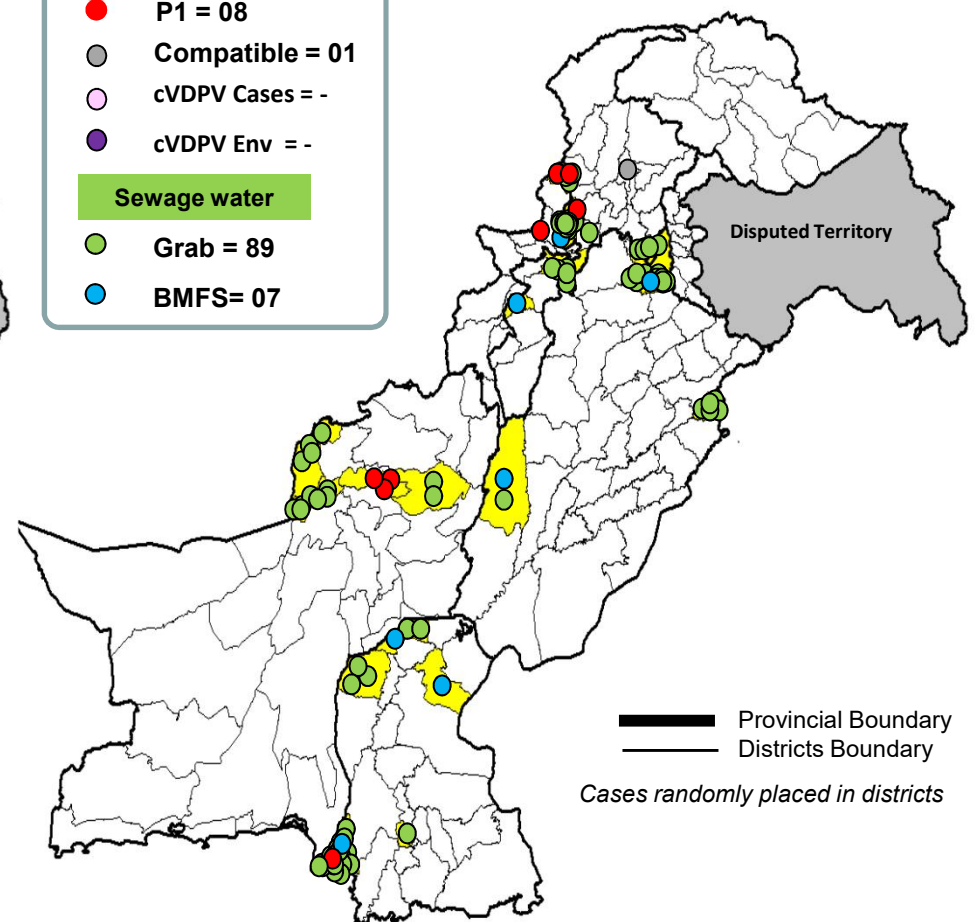 P1 = 08
Compatible = 01
cVDPV Cases = -
cVDPV Env = -
Sewage water
Grab = 89
BMFS= 07
Disputed Territory
Provincial Boundary
Districts Boundary
Cases randomly placed in districts